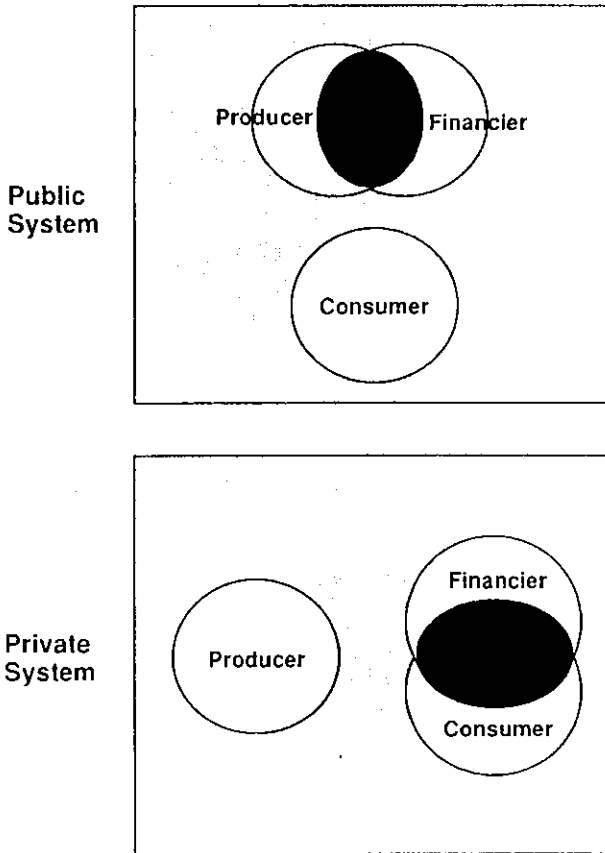 Producer
Financier
Public
System
Consumer
Financier
Private
System
Producer
Consumer